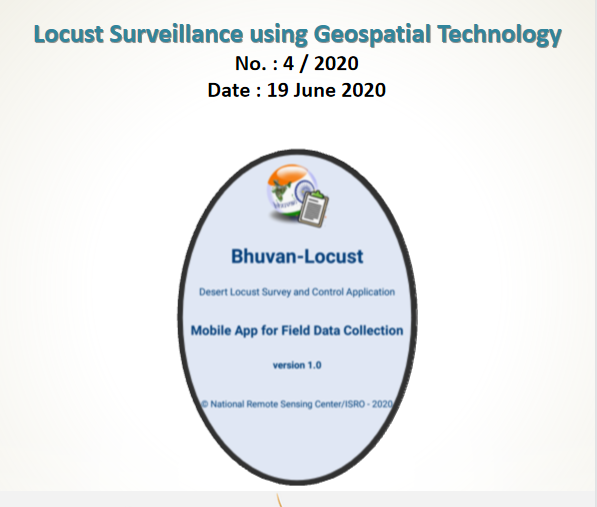 Locust Surveillance using Geospatial Technology
No. : 4 / 2020
Date : 19 June 2020
bhuvan
Bhuvan-Locust
Desert Locust Survey and Control Application
Mobile App for Field Data Collection
version 1.0
© National Remote Sensing Center/ISRO - 2020